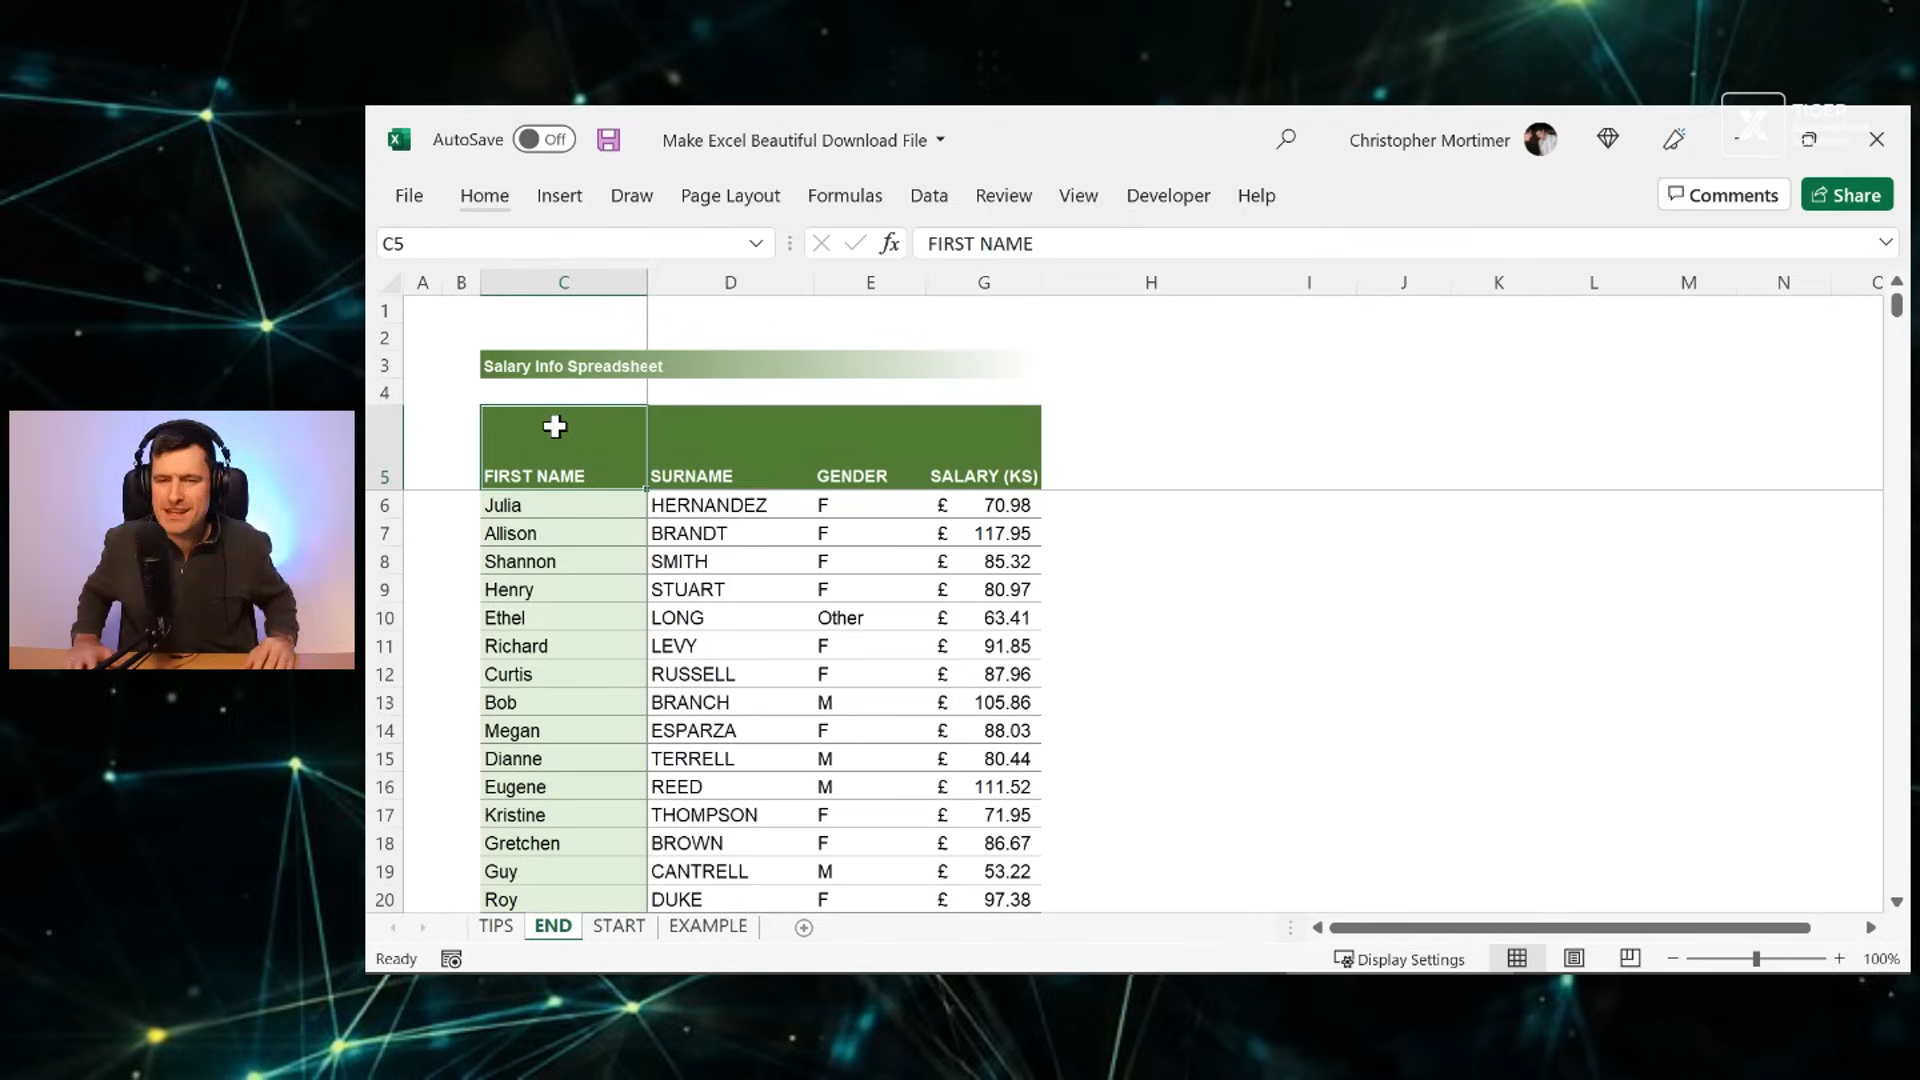 AutoSave Off Make Excel Beautiful Download File Christopher Mortimer
TIGER
File Home Insert Draw Page Layout Formulas Data Review View Developer Help Comments Share
C5 fx FIRST NAME
A B C D E G H I J K L M N
1
2
3 Salary Info Spreadsheet
4
5 FIRST NAME SURNAME GENDER SALARY (KS)
6 Julia HERNANDEZ F £ 70.98
7 Allison BRANDT F £ 117.95
8 Shannon SMITH F £ 85.32
9 Henry STUART F £ 80.97
10 Ethel LONG Other £ 63.41
11 Richard LEVY F £ 91.85
12 Curtis RUSSELL F £ 87.96
13 Bob BRANCH M £ 105.86
14 Megan ESPARZA F £ 88.03
15 Dianne TERRELL M £ 80.44
16 Eugene REED M £ 111.52
17 Kristine THOMPSON F £ 71.95
18 Gretchen BROWN F £ 86.67
19 Guy CANTRELL M £ 53.22
20 Roy DUKE F £ 97.38
TIPS END START EXAMPLE
Ready Display Settings 100%